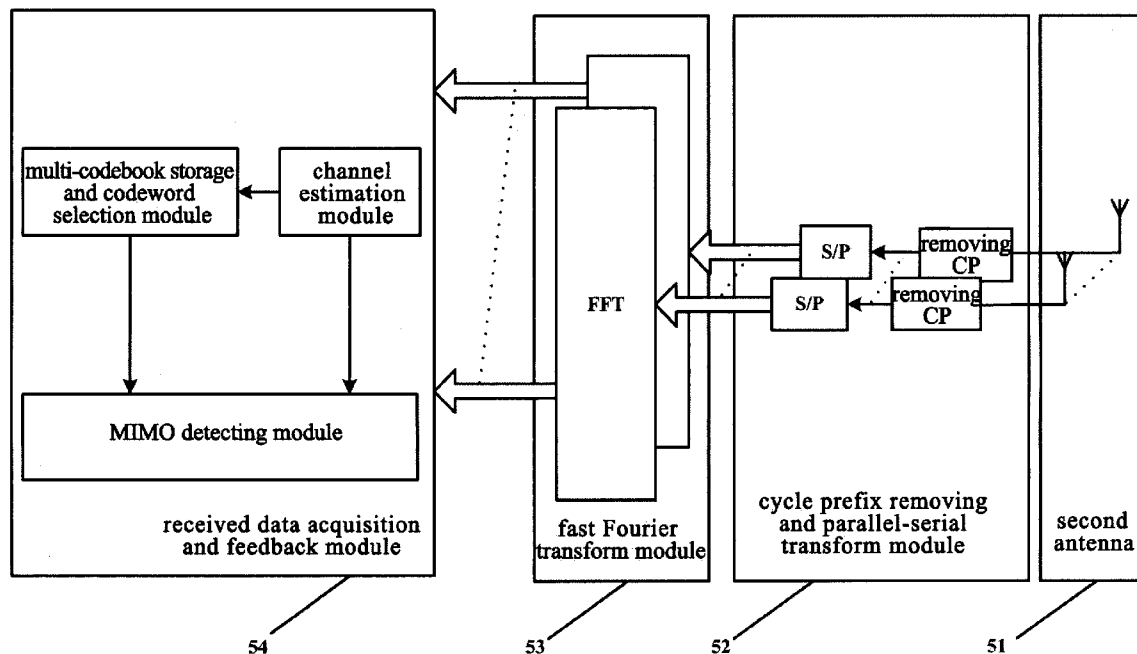 multi-codebook storage
and codeword
selection module
channel
estimation
module
MIMO detecting module
received data acquisition
and feedback module
FFT
fast Fourier
transform module
S/P
S/P
removing
CP
removing
CP
cycle prefix removing
and parallel-serial
transform module
second
antenna
54
53
52
51